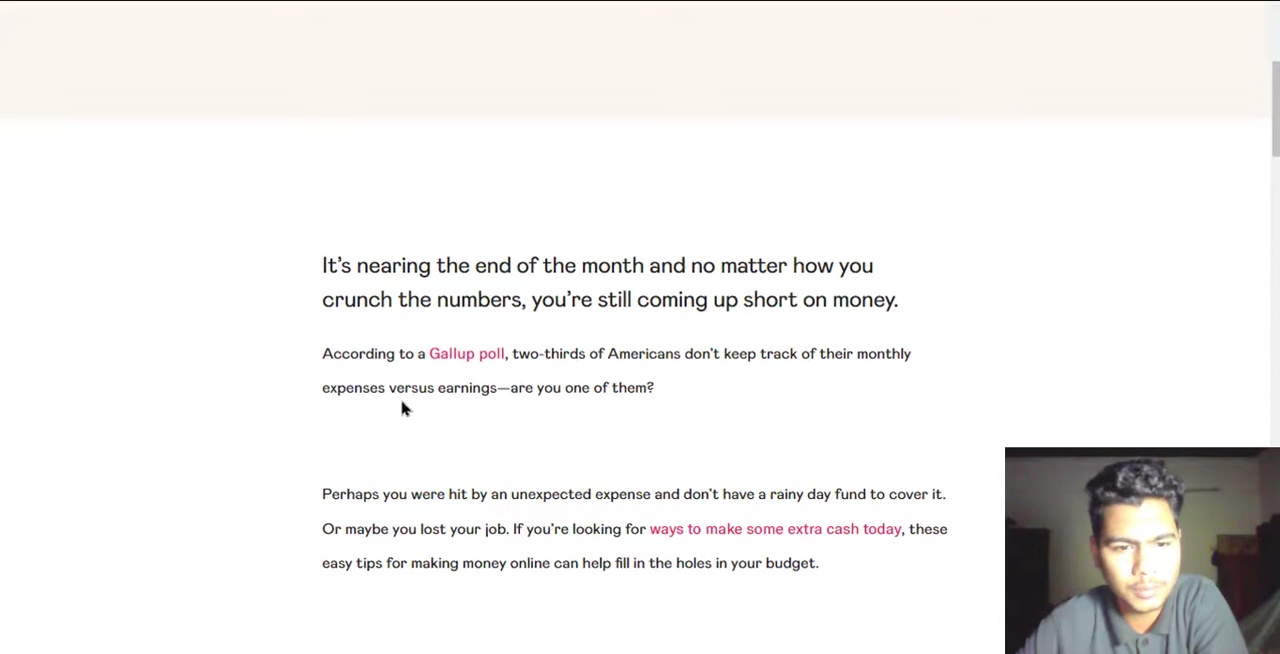 It's nearing the end of the month and no matter how you
crunch the numbers, you're still coming up short on money.
According to a Gallup poll, two-thirds of Americans don't keep track of their monthly
expenses versus earnings—are you one of them?
Perhaps you were hit by an unexpected expense and don't have a rainy day fund to cover it.
Or maybe you lost your job. If you're looking for ways to make some extra cash today, these
easy tips for making money online can help fill in the holes in your budget.